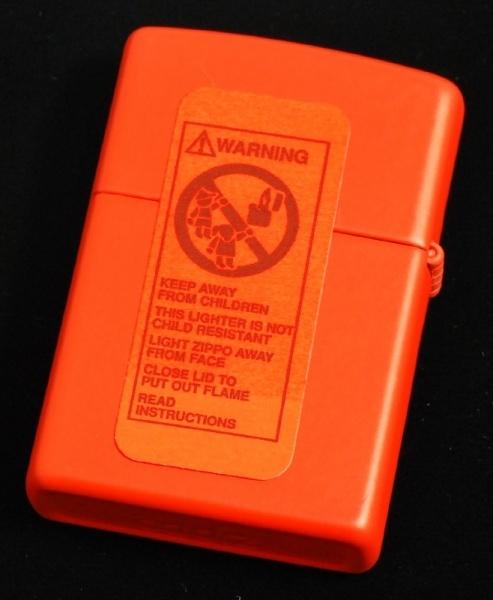 WARNING
KEEP AWAY
FROM CHILDREN
THIS LIGHTER IS NOT
CHILD RESISTANT
LIGHT ZIPPO AWAY
FROM FACE
CLOSE LID TO
PUT OUT FLAME
READ
INSTRUCTIONS